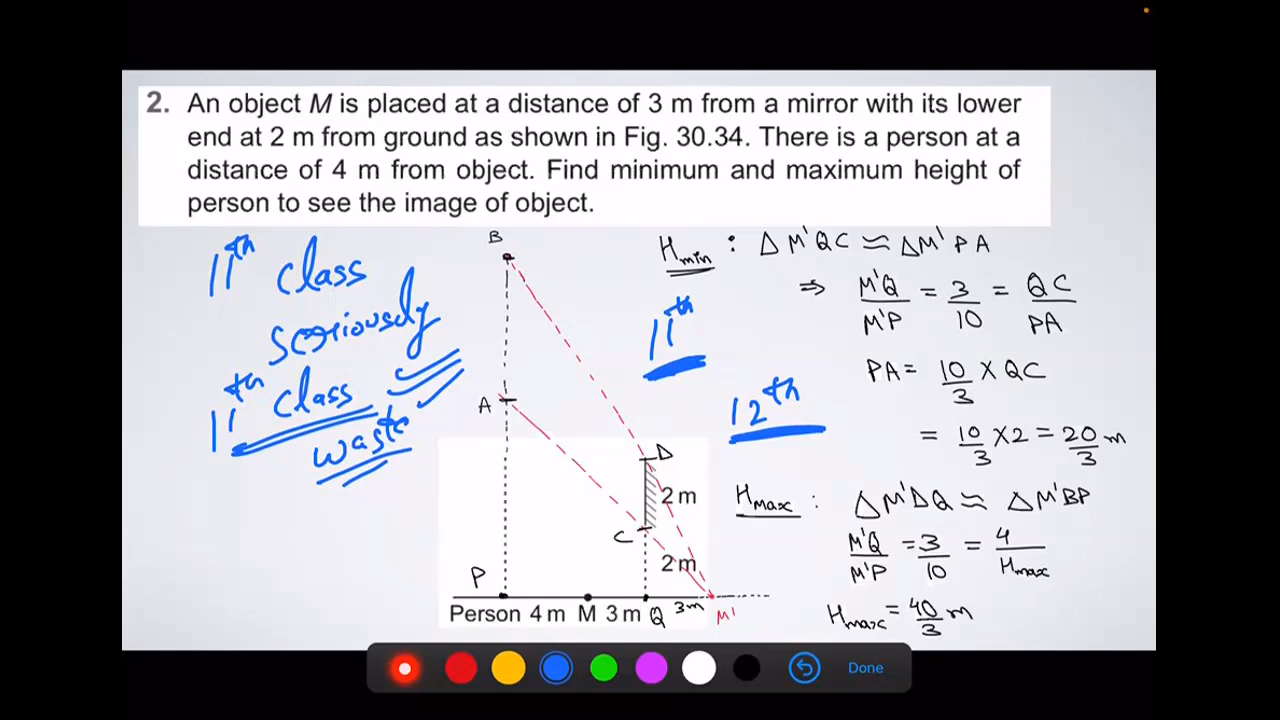 2. An object M is placed at a distance of 3 m from a mirror with its lower
end at 2 m from ground as shown in Fig. 30.34. There is a person at a
distance of 4 m from object. Find minimum and maximum height of
person to see the image of object.
11th class
seriously
11th class
waste
11th
12th
B
A
D
2 m
C
2 m
P
Person 4 m M 3 m Q 3m M'
Hmin : Δ M'QC ≈ ΔM'PA
⇒ M'Q/M'P = 3/10 = QC/PA
PA = 10/3 × QC
= 10/3 × 2 = 20/3 m
Hmax : ΔM'DQ ≈ ΔM'BP
M'Q/M'P = 3/10 = 4/Hmax
Hmax = 40/3 m
Done